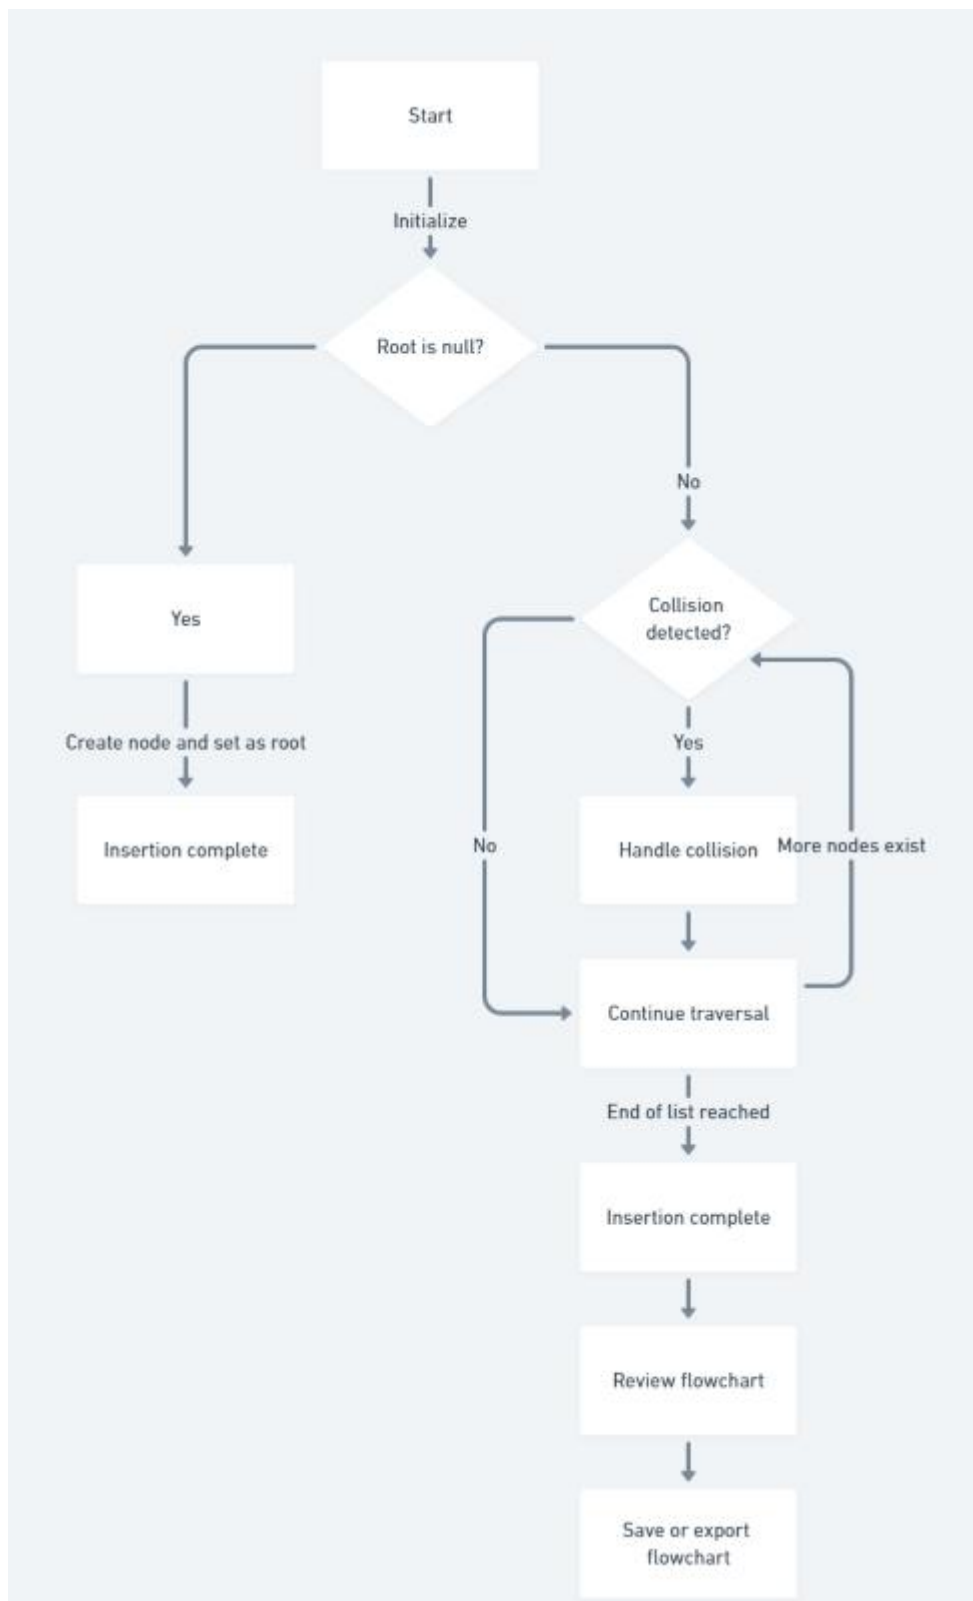 Start
Initialize
Root is null?
No
Collision
detected?
Yes
Yes
Create node and set as root
Insertion complete
No
Handle collision
More nodes exist
Continue traversal
End of list reached
Insertion complete
Review flowchart
Save or export
flowchart